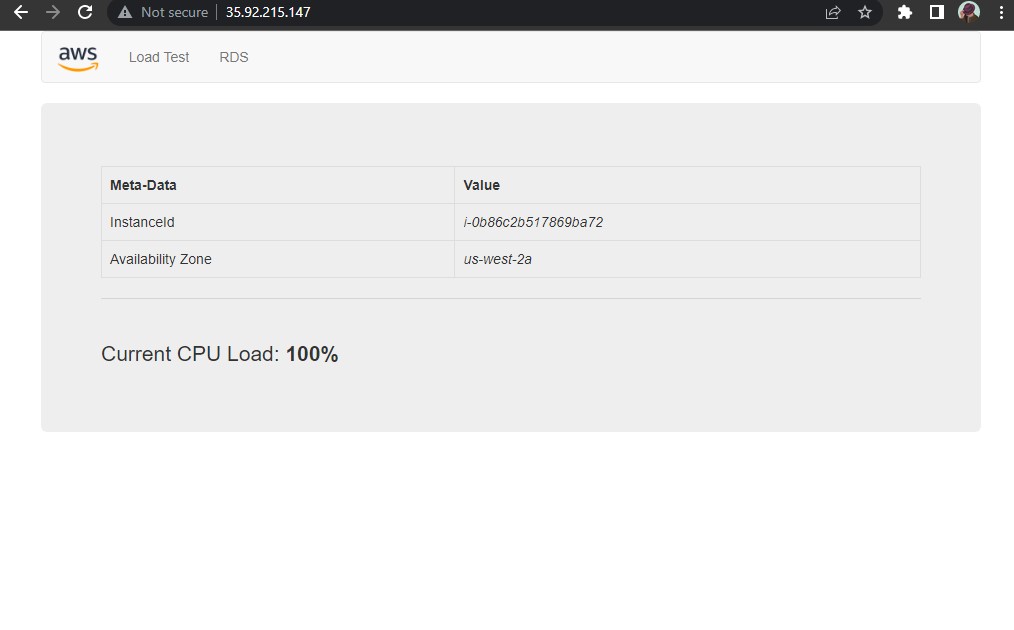 Not secure 35.92.215.147
aws Load Test RDS
Meta-Data Value
InstanceId i-0b86c2b517869ba72
Availability Zone us-west-2a
Current CPU Load: 100%